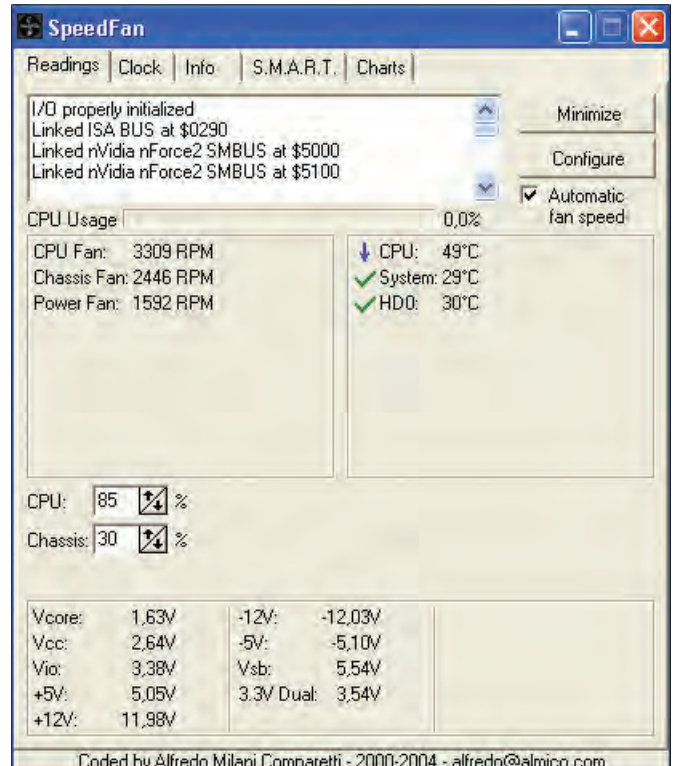 SpeedFan
Readings Clock Info S.M.A.R.T. Charts
I/O properly initialized
Linked ISA BUS at $0290
Linked nVidia nForce2 SMBUS at $5000
Linked nVidia nForce2 SMBUS at $5100
Minimize
Configure
Automatic
fan speed
CPU Usage 0,0%
CPU Fan: 3309 RPM
Chassis Fan: 2446 RPM
Power Fan: 1592 RPM
CPU: 49°C
System: 29°C
HD0: 30°C
CPU: 85 %
Chassis: 30 %
Vcore: 1,63V
Vcc: 2,64V
Vio: 3,38V
+5V: 5,05V
+12V: 11,98V
-12V: -12,03V
-5V: -5,10V
Vsb: 5,54V
3.3V Dual: 3,54V
Coded by Alfredo Milani Comparetti - 2000-2004 - alfredo@almico.com